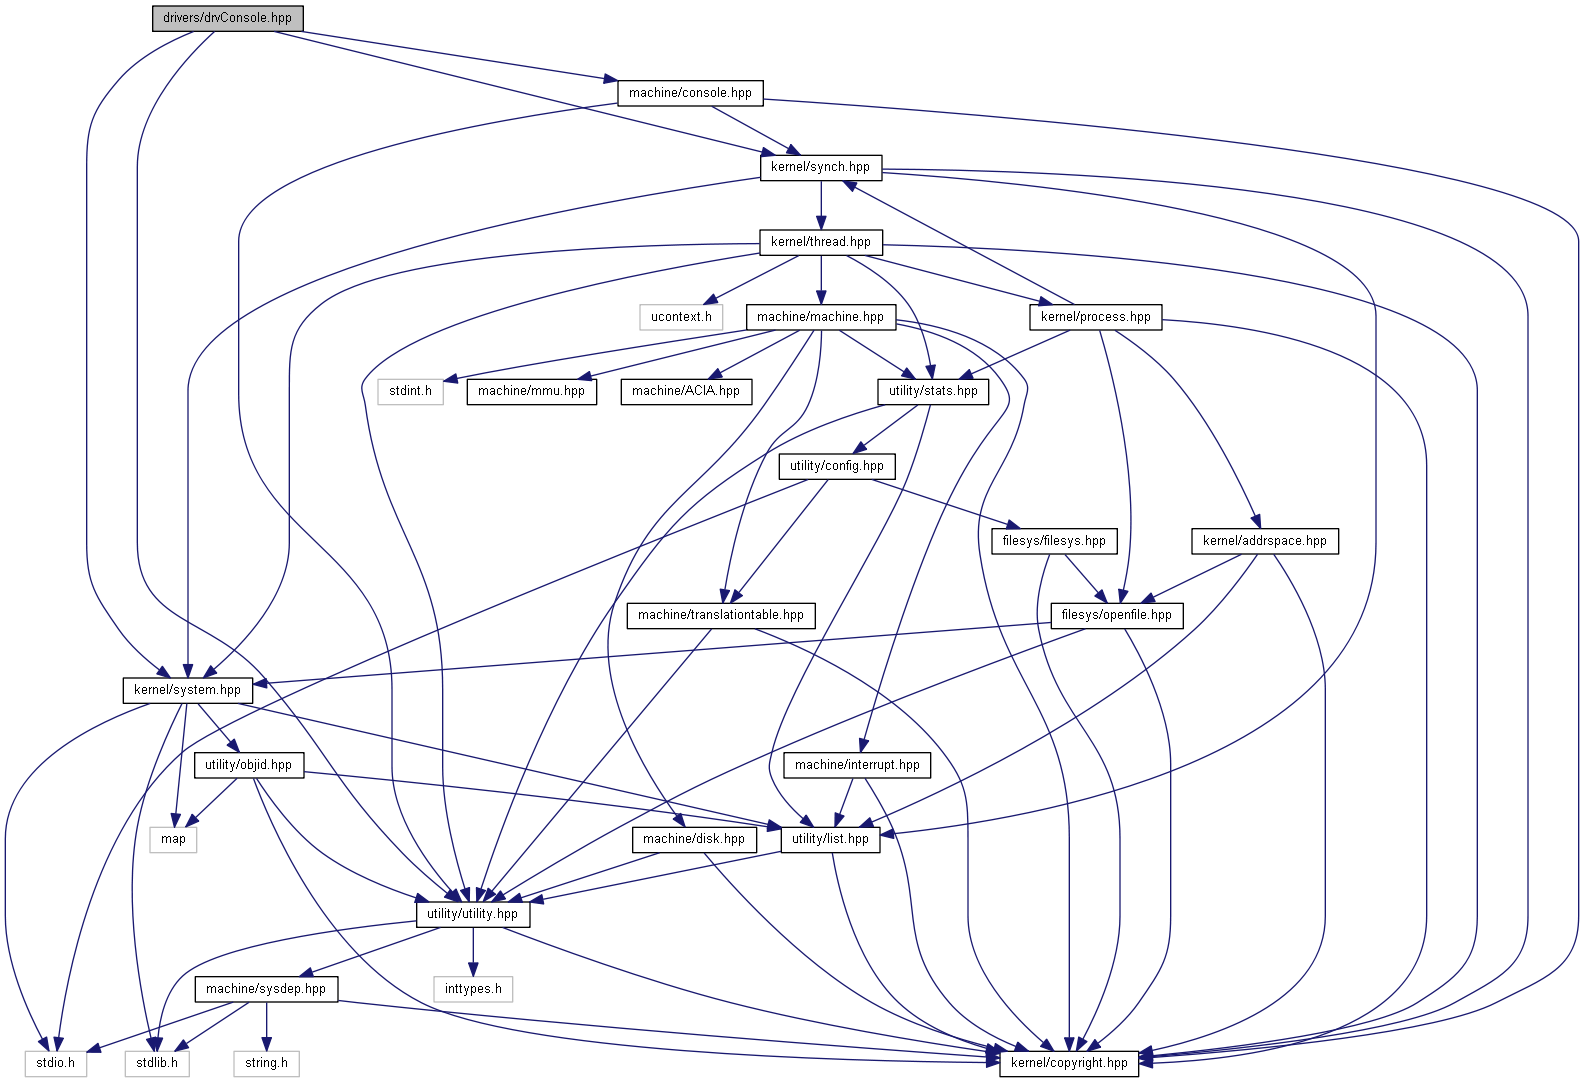 drivers/drvConsole.hpp
machine/console.hpp
kernel/synch.hpp
kernel/thread.hpp
ucontext.h
machine/machine.hpp
kernel/process.hpp
stdint.h
machine/mmu.hpp
machine/ACIA.hpp
utility/stats.hpp
utility/config.hpp
filesys/filesys.hpp
kernel/addrspace.hpp
machine/translationtable.hpp
filesys/openfile.hpp
kernel/system.hpp
utility/objid.hpp
machine/interrupt.hpp
map
machine/disk.hpp
utility/list.hpp
utility/utility.hpp
machine/sysdep.hpp
inttypes.h
stdio.h
stdlib.h
string.h
kernel/copyright.hpp